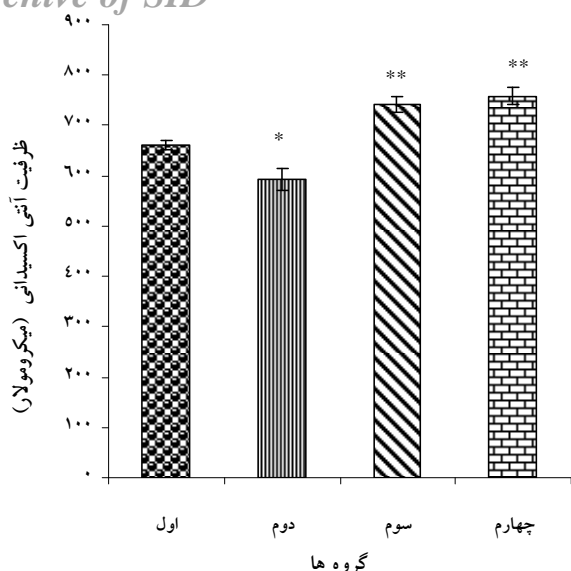 chive of SID
۹۰۰
۸۰۰
۷۰۰
۶۰۰
۵۰۰
۴۰۰
۳۰۰
۲۰۰
۱۰۰
۰
ظرفیت آنتی اکسیدانی (میکرومولار)
*
**
**
اول
دوم
سوم
چهارم
گروه ها